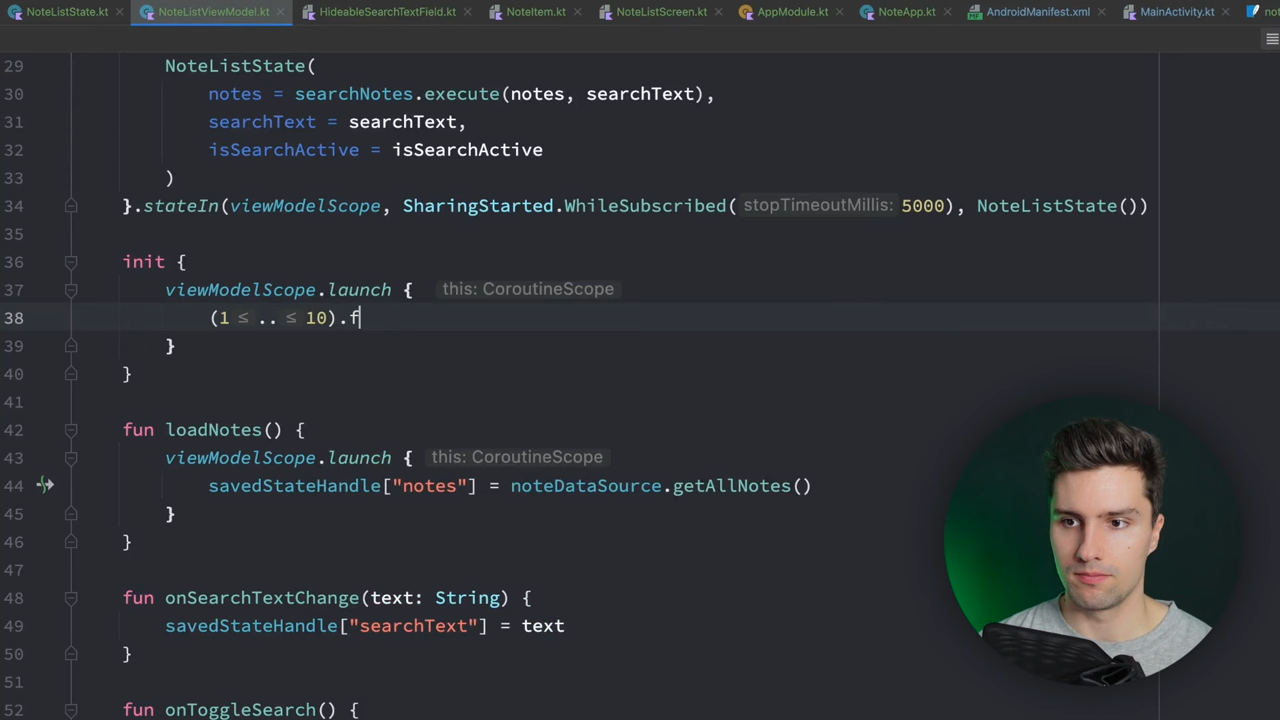 NoteListState.kt NoteListViewModel.kt HideableSearchTextField.kt NoteItem.kt NoteListScreen.kt AppModule.kt NoteApp.kt AndroidManifest.xml MainActivity.kt not
29 NoteListState(
30 notes = searchNotes.execute(notes, searchText),
31 searchText = searchText,
32 isSearchActive = isSearchActive
33 )
34 }.stateIn(viewModelScope, SharingStarted.WhileSubscribed( stopTimeoutMillis: 5000), NoteListState())
35
36 init {
37 viewModelScope.launch { this: CoroutineScope
38 (1 ≤ .. ≤ 10).f
39 }
40 }
41
42 fun loadNotes() {
43 viewModelScope.launch { this: CoroutineScope
44 savedStateHandle["notes"] = noteDataSource.getAllNotes()
45 }
46 }
47
48 fun onSearchTextChange(text: String) {
49 savedStateHandle["searchText"] = text
50 }
51
52 fun onToggleSearch() {